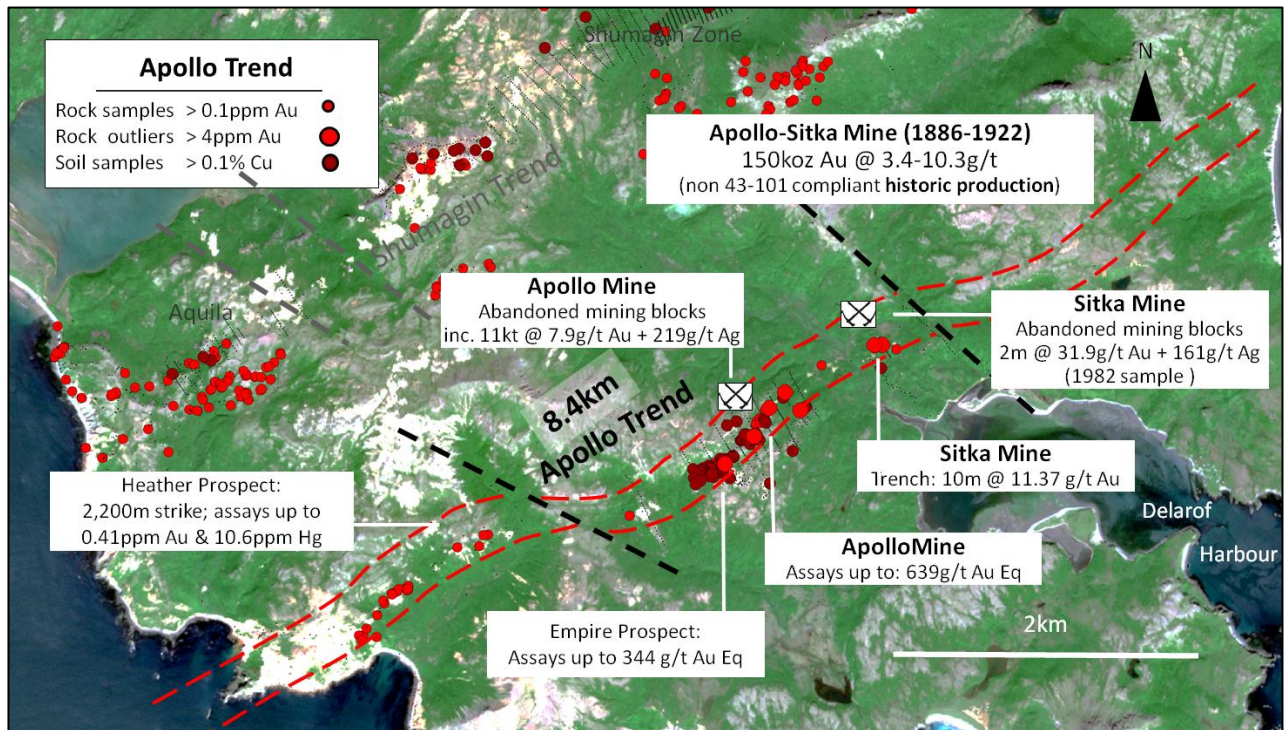 Shumagin Zone
Apollo Trend
Rock samples > 0.1ppm Au
Rock outliers > 4ppm Au
Soil samples > 0.1% Cu
N
Apollo-Sitka Mine (1886-1922)
150koz Au @ 3.4-10.3g/t
(non 43-101 compliant historic production)
Shumagin Trend
Aquila
Apollo Mine
Abandoned mining blocks
inc. 11kt @ 7.9g/t Au + 219g/t Ag
Sitka Mine
Abandoned mining blocks
2m @ 31.9g/t Au + 161g/t Ag
(1982 sample )
8.4km
Apollo Trend
Sitka Mine
Trench: 10m @ 11.37 g/t Au
Heather Prospect:
2,200m strike; assays up to
0.41ppm Au & 10.6ppm Hg
Delarof
Harbour
ApolloMine
Assays up to: 639g/t Au Eq
Empire Prospect:
Assays up to 344 g/t Au Eq
2km